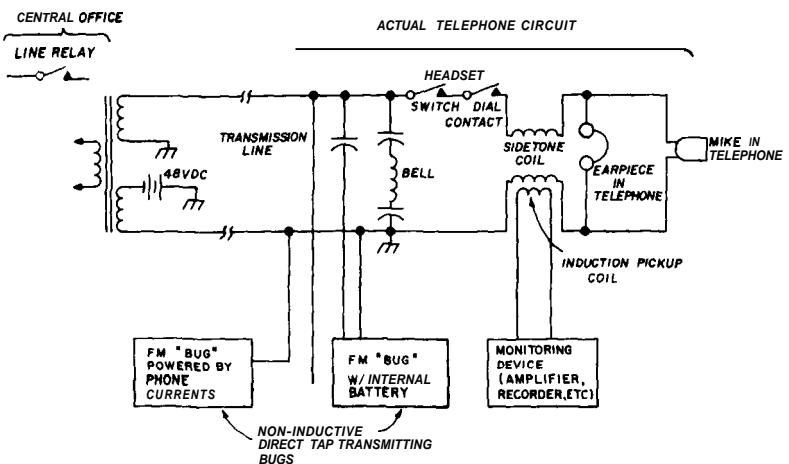 CENTRAL OFFICE
LINE RELAY
ACTUAL TELEPHONE CIRCUIT
HEADSET
SWITCH DIAL
CONTACT
TRANSMISSION
LINE
48VDC
BELL
SIDETONE
COIL
EARPIECE
IN
TELEPHONE
MIKE IN
TELEPHONE
INDUCTION PICKUP
COIL
FM "BUG"
POWERED BY
PHONE
CURRENTS
FM "BUG"
W/ INTERNAL
BATTERY
MONITORING
DEVICE
(AMPLIFIER,
RECORDER,ETC)
NON-INDUCTIVE
DIRECT TAP TRANSMITTING
BUGS